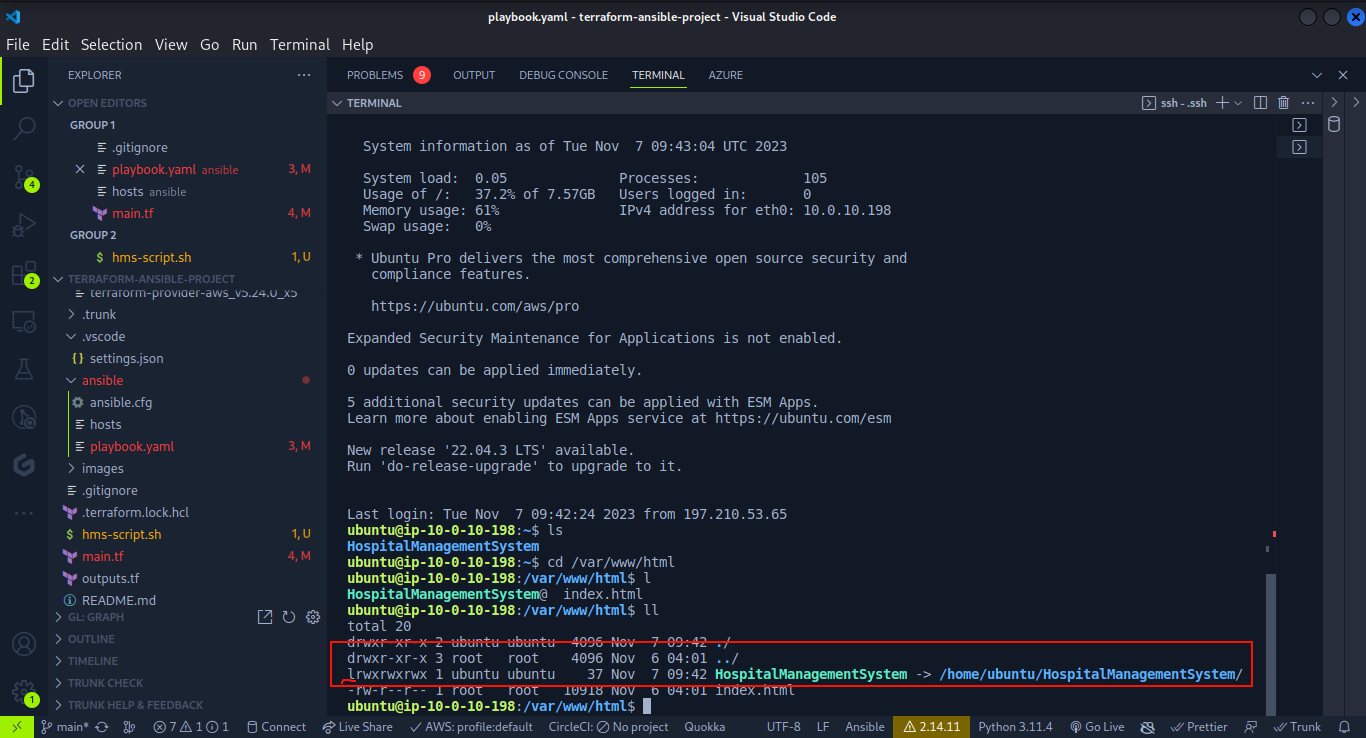 playbook.yaml - terraform-ansible-project - Visual Studio Code
File Edit Selection View Go Run Terminal Help
EXPLORER
OPEN EDITORS
GROUP 1
.gitignore
playbook.yaml ansible 3, M
hosts ansible
main.tf 4, M
GROUP 2
$ hms-script.sh 1, U
TERRAFORM-ANSIBLE-PROJECT
terraform-provider-aws_v5.24.0_x5
.trunk
.vscode
{} settings.json
ansible
ansible.cfg
hosts
playbook.yaml 3, M
images
.gitignore
.terraform.lock.hcl
$ hms-script.sh 1, U
main.tf 4, M
outputs.tf
README.md
GL: GRAPH
OUTLINE
TIMELINE
TRUNK CHECK
TRUNK HELP & FEEDBACK
4
2
1
PROBLEMS 9 OUTPUT DEBUG CONSOLE TERMINAL AZURE
TERMINAL
ssh - .ssh
System information as of Tue Nov  7 09:43:04 UTC 2023
System load:  0.05 Processes: 105
Usage of /:   37.2% of 7.57GB Users logged in: 0
Memory usage: 61% IPv4 address for eth0: 10.0.10.198
Swap usage:   0%
* Ubuntu Pro delivers the most comprehensive open source security and
compliance features.
https://ubuntu.com/aws/pro
Expanded Security Maintenance for Applications is not enabled.
0 updates can be applied immediately.
5 additional security updates can be applied with ESM Apps.
Learn more about enabling ESM Apps service at https://ubuntu.com/esm
New release '22.04.3 LTS' available.
Run 'do-release-upgrade' to upgrade to it.
Last login: Tue Nov  7 09:42:24 2023 from 197.210.53.65
ubuntu@ip-10-0-10-198:~$ ls
HospitalManagementSystem
ubuntu@ip-10-0-10-198:~$ cd /var/www/html
ubuntu@ip-10-0-10-198:/var/www/html$ l
HospitalManagementSystem@  index.html
ubuntu@ip-10-0-10-198:/var/www/html$ ll
total 20
drwxr-xr-x 2 ubuntu ubuntu  4096 Nov  7 09:42 ./
drwxr-xr-x 3 root   root    4096 Nov  6 04:01 ../
lrwxrwxrwx 1 ubuntu ubuntu    37 Nov  7 09:42 HospitalManagementSystem -> /home/ubuntu/HospitalManagementSystem/
-rw-r--r-- 1 root   root   10918 Nov  6 04:01 index.html
ubuntu@ip-10-0-10-198:/var/www/html$
main* 7 1 1 Connect Live Share AWS: profile:default CircleCI: No project Quokka UTF-8 LF Ansible 2.14.11 Python 3.11.4 Go Live Prettier Trunk